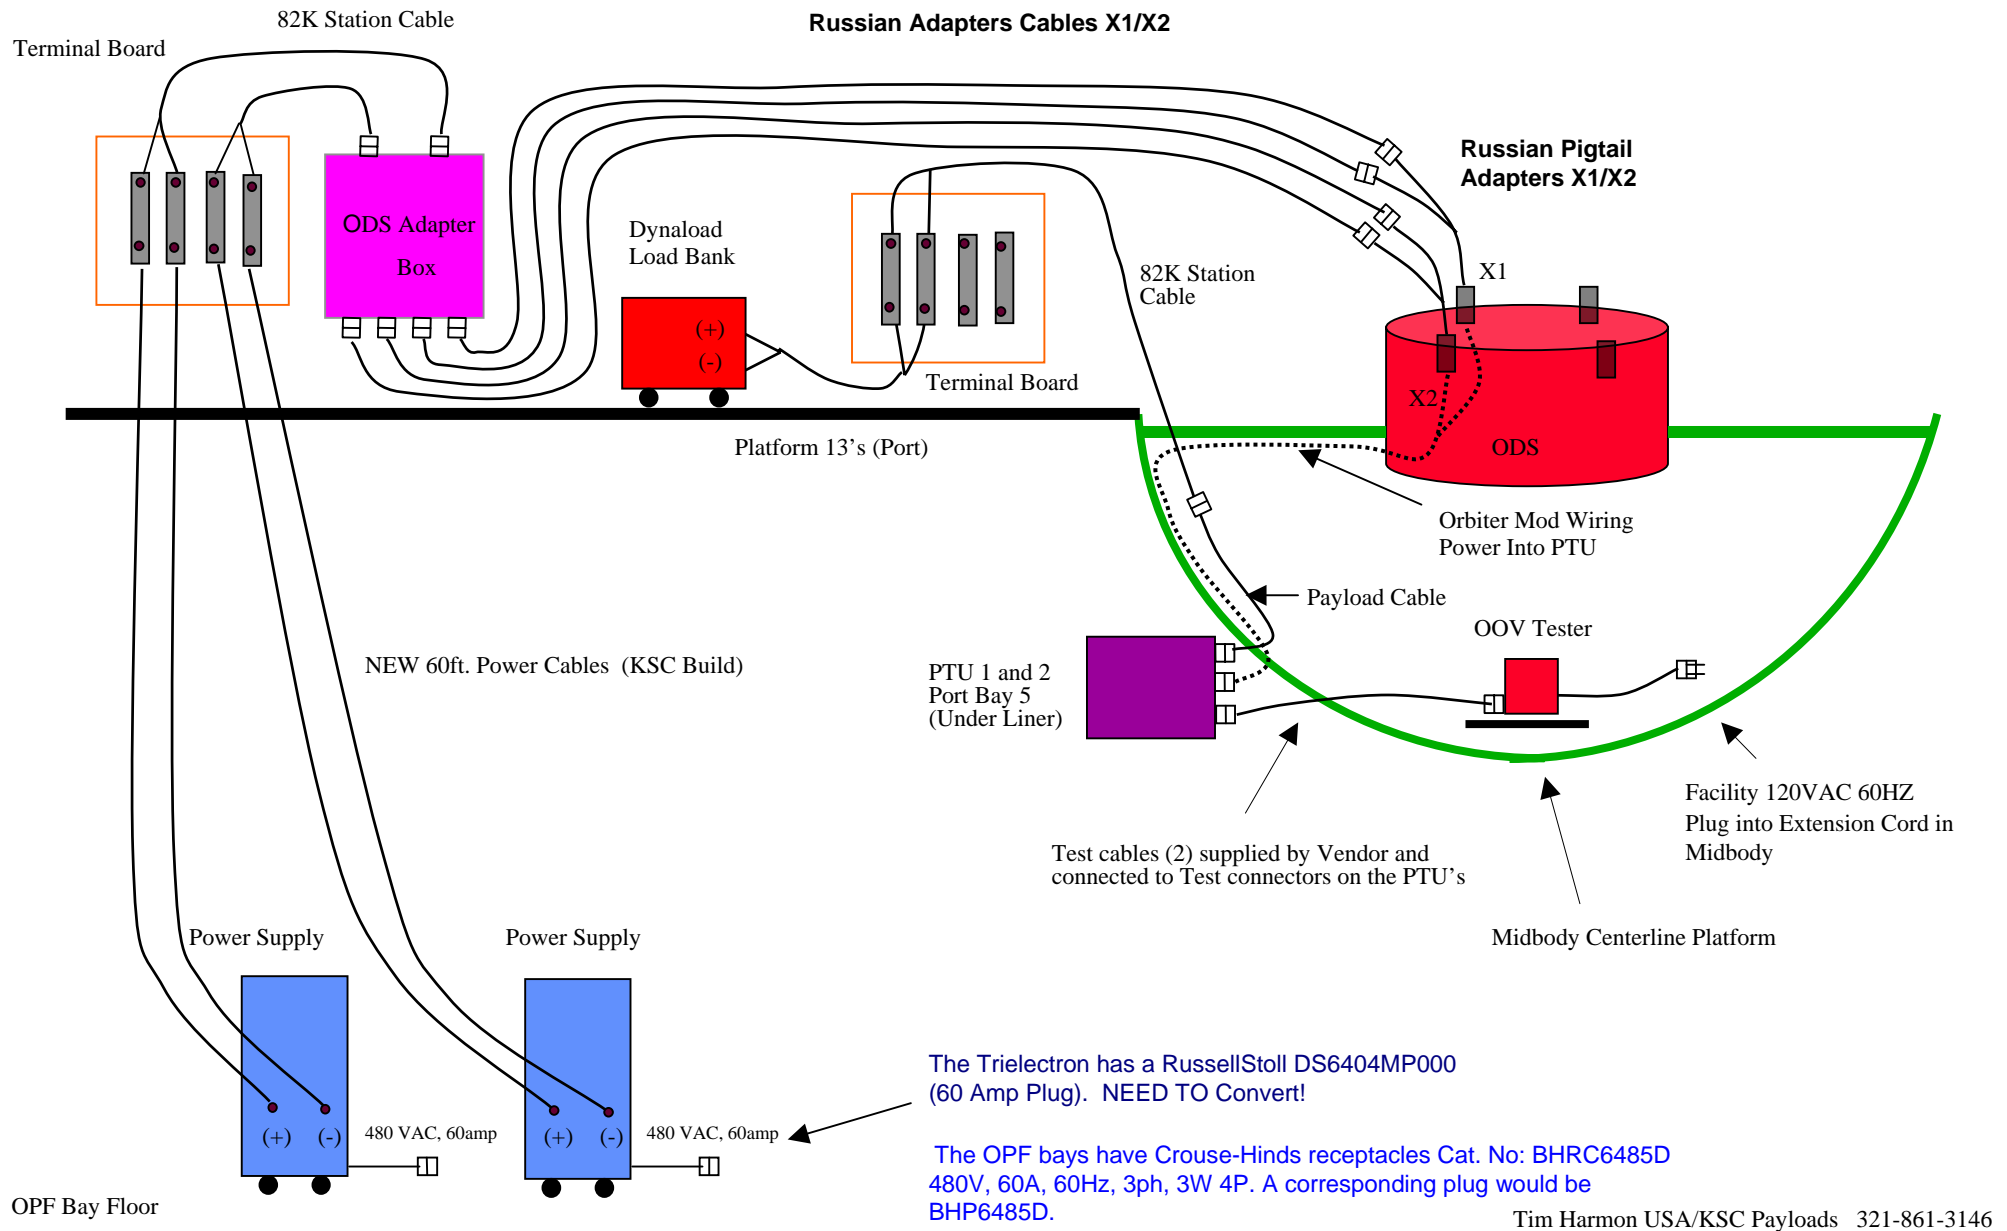 82K Station Cable
Russian Adapters Cables X1/X2
Terminal Board
Russian Pigtail
Adapters X1/X2
ODS Adapter
Box
Dynaload
Load Bank
(+)
(-)
82K Station
Cable
X1
Terminal Board
X2
Platform 13's (Port)
ODS
Orbiter Mod Wiring
Power Into PTU
Payload Cable
OOV Tester
NEW 60ft. Power Cables (KSC Build)
PTU 1 and 2
Port Bay 5
(Under Liner)
Facility 120VAC 60HZ
Plug into Extension Cord in
Midbody
Test cables (2) supplied by Vendor and
connected to Test connectors on the PTU's
Midbody Centerline Platform
Power Supply
Power Supply
The Trielectron has a RussellStoll DS6404MP000
(60 Amp Plug). NEED TO Convert!
(+) (-)
480 VAC, 60amp
(+) (-)
480 VAC, 60amp
The OPF bays have Crouse-Hinds receptacles Cat. No: BHRC6485D
480V, 60A, 60Hz, 3ph, 3W 4P. A corresponding plug would be
BHP6485D.
OPF Bay Floor
Tim Harmon USA/KSC Payloads 321-861-3146